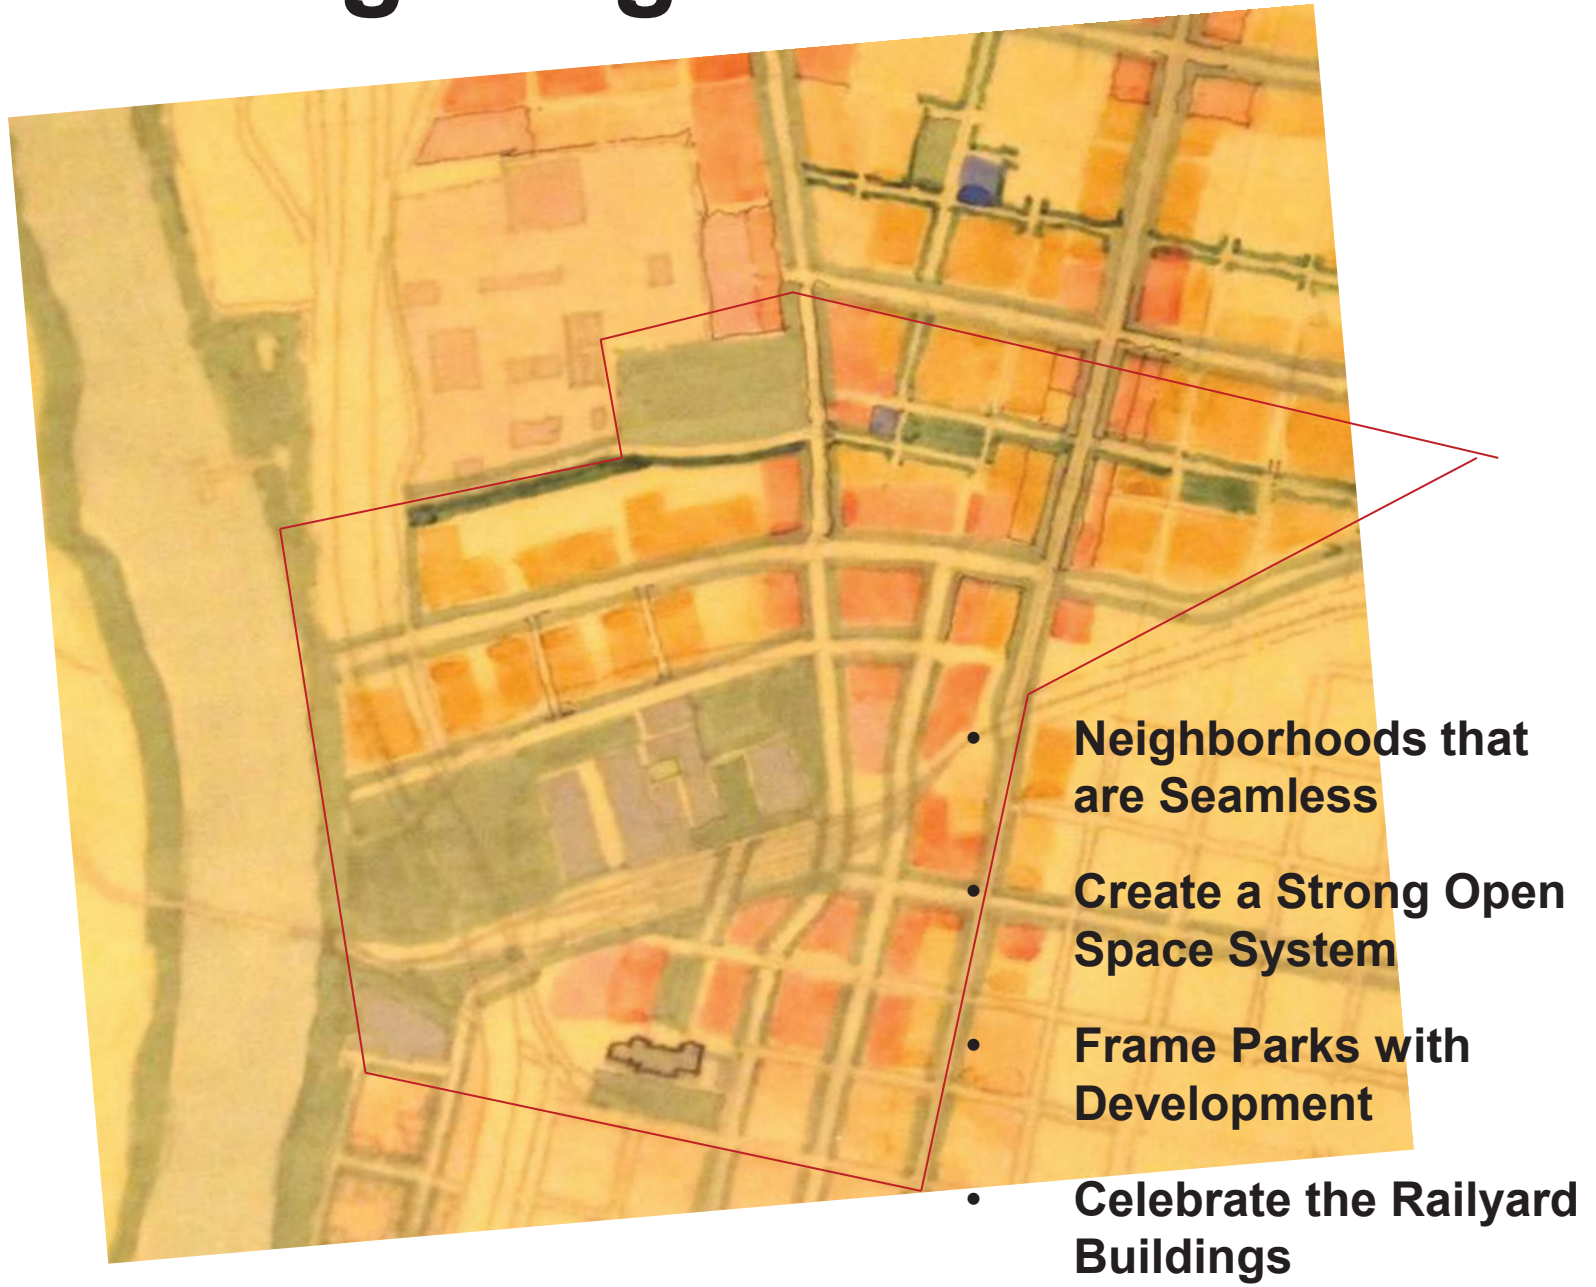 • Neighborhoods that
are Seamless
• Create a Strong Open
Space System
• Frame Parks with
Development
• Celebrate the Railyard
Buildings